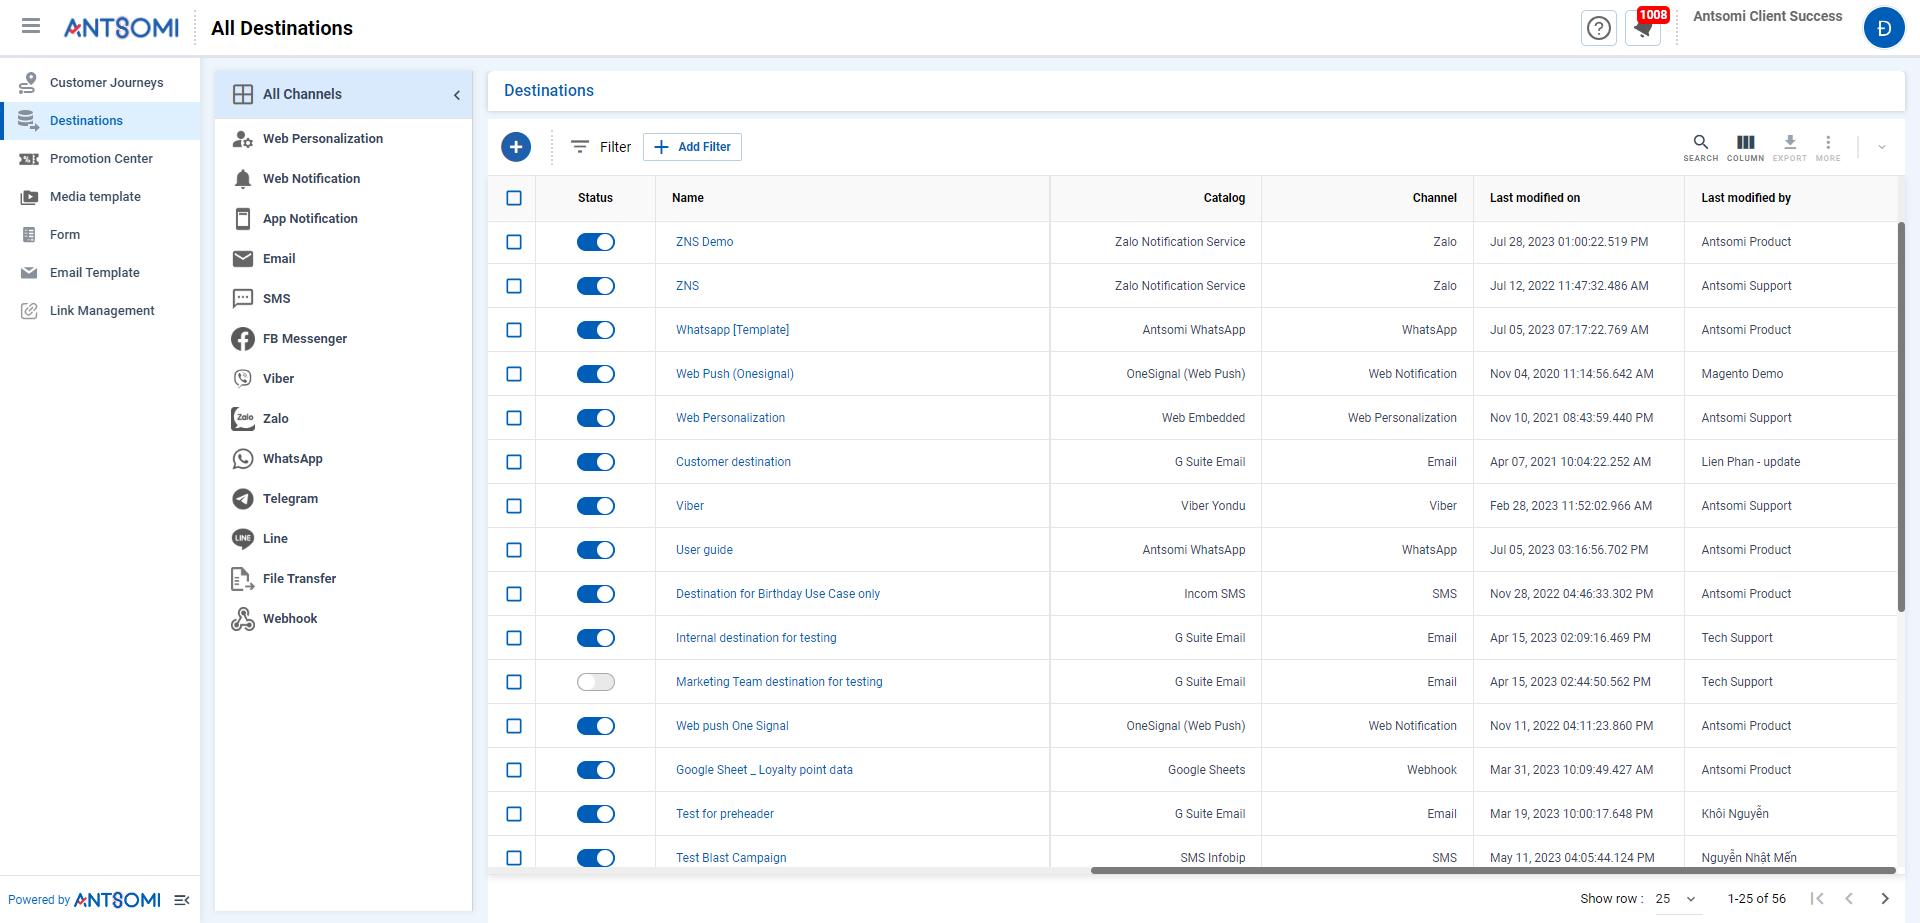 ANTSOMI
All Destinations
1008
Antsomi Client Success
Đ
Customer Journeys
Destinations
Promotion Center
Media template
Form
Email Template
Link Management
Powered by ANTSOMI
All Channels
Web Personalization
Web Notification
App Notification
Email
SMS
FB Messenger
Viber
Zalo
Zalo
WhatsApp
Telegram
LINE
Line
File Transfer
Webhook
Destinations
Filter
Add Filter
SEARCH COLUMN EXPORT MORE
Status Name Catalog Channel Last modified on Last modified by
ZNS Demo Zalo Notification Service Zalo Jul 28, 2023 01:00:22.519 PM Antsomi Product
ZNS Zalo Notification Service Zalo Jul 12, 2022 11:47:32.486 AM Antsomi Support
Whatsapp [Template] Antsomi WhatsApp WhatsApp Jul 05, 2023 07:17:22.769 AM Antsomi Product
Web Push (Onesignal) OneSignal (Web Push) Web Notification Nov 04, 2020 11:14:56.642 AM Magento Demo
Web Personalization Web Embedded Web Personalization Nov 10, 2021 08:43:59.440 PM Antsomi Support
Customer destination G Suite Email Email Apr 07, 2021 10:04:22.252 AM Lien Phan - update
Viber Viber Yondu Viber Feb 28, 2023 11:52:02.966 AM Antsomi Support
User guide Antsomi WhatsApp WhatsApp Jul 05, 2023 03:16:56.702 PM Antsomi Product
Destination for Birthday Use Case only Incom SMS SMS Nov 28, 2022 04:46:33.302 PM Antsomi Product
Internal destination for testing G Suite Email Email Apr 15, 2023 02:09:16.469 PM Tech Support
Marketing Team destination for testing G Suite Email Email Apr 15, 2023 02:44:50.562 PM Tech Support
Web push One Signal OneSignal (Web Push) Web Notification Nov 11, 2022 04:11:23.860 PM Antsomi Product
Google Sheet _ Loyalty point data Google Sheets Webhook Mar 31, 2023 10:09:49.427 AM Antsomi Product
Test for preheader G Suite Email Email Mar 19, 2023 10:00:17.648 PM Khôi Nguyễn
Test Blast Campaign SMS Infobip SMS May 11, 2023 04:05:44.124 PM Nguyễn Nhật Mến
Show row : 25 1-25 of 56